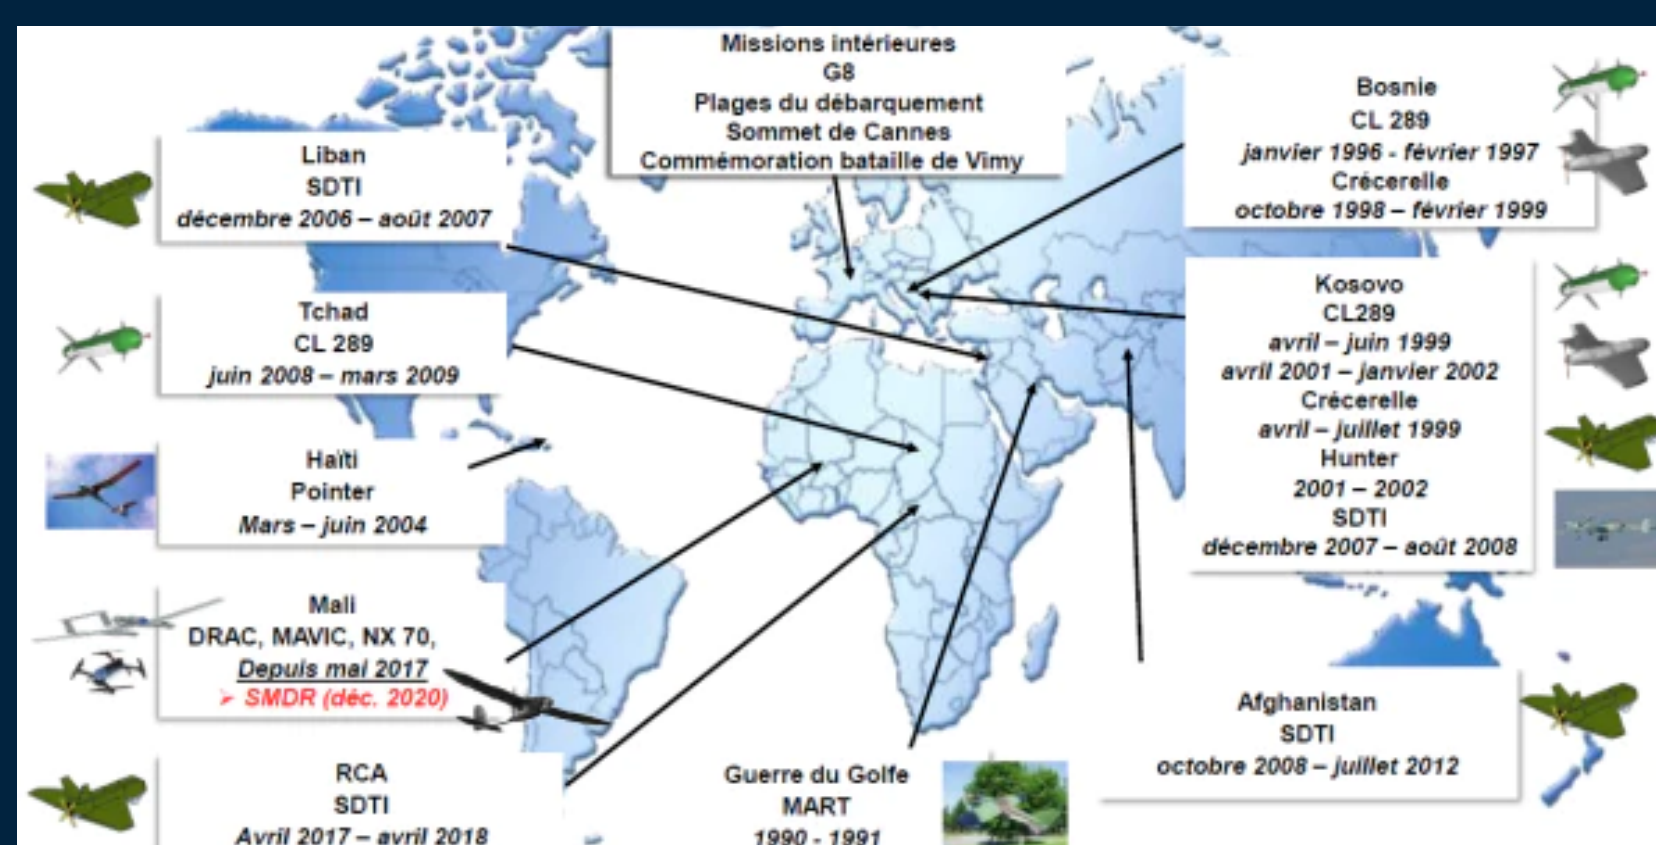 Missions intérieures
G8
Plages du débarquement
Sommet de Cannes
Commémoration bataille de Vimy
Liban
SDTI
décembre 2006 – août 2007
Tchad
CL 289
juin 2008 – mars 2009
Haïti
Pointer
Mars – juin 2004
Mali
DRAC, MAVIC, NX 70,
Depuis mai 2017
➢ SMDR (déc. 2020)
RCA
SDTI
Avril 2017 – avril 2018
Guerre du Golfe
MART
1990 - 1991
Bosnie
CL 289
janvier 1996 - février 1997
Crécerelle
octobre 1998 – février 1999
Kosovo
CL289
avril – juin 1999
avril 2001 – janvier 2002
Crécerelle
avril – juillet 1999
Hunter
2001 – 2002
SDTI
décembre 2007 – août 2008
Afghanistan
SDTI
octobre 2008 – juillet 2012